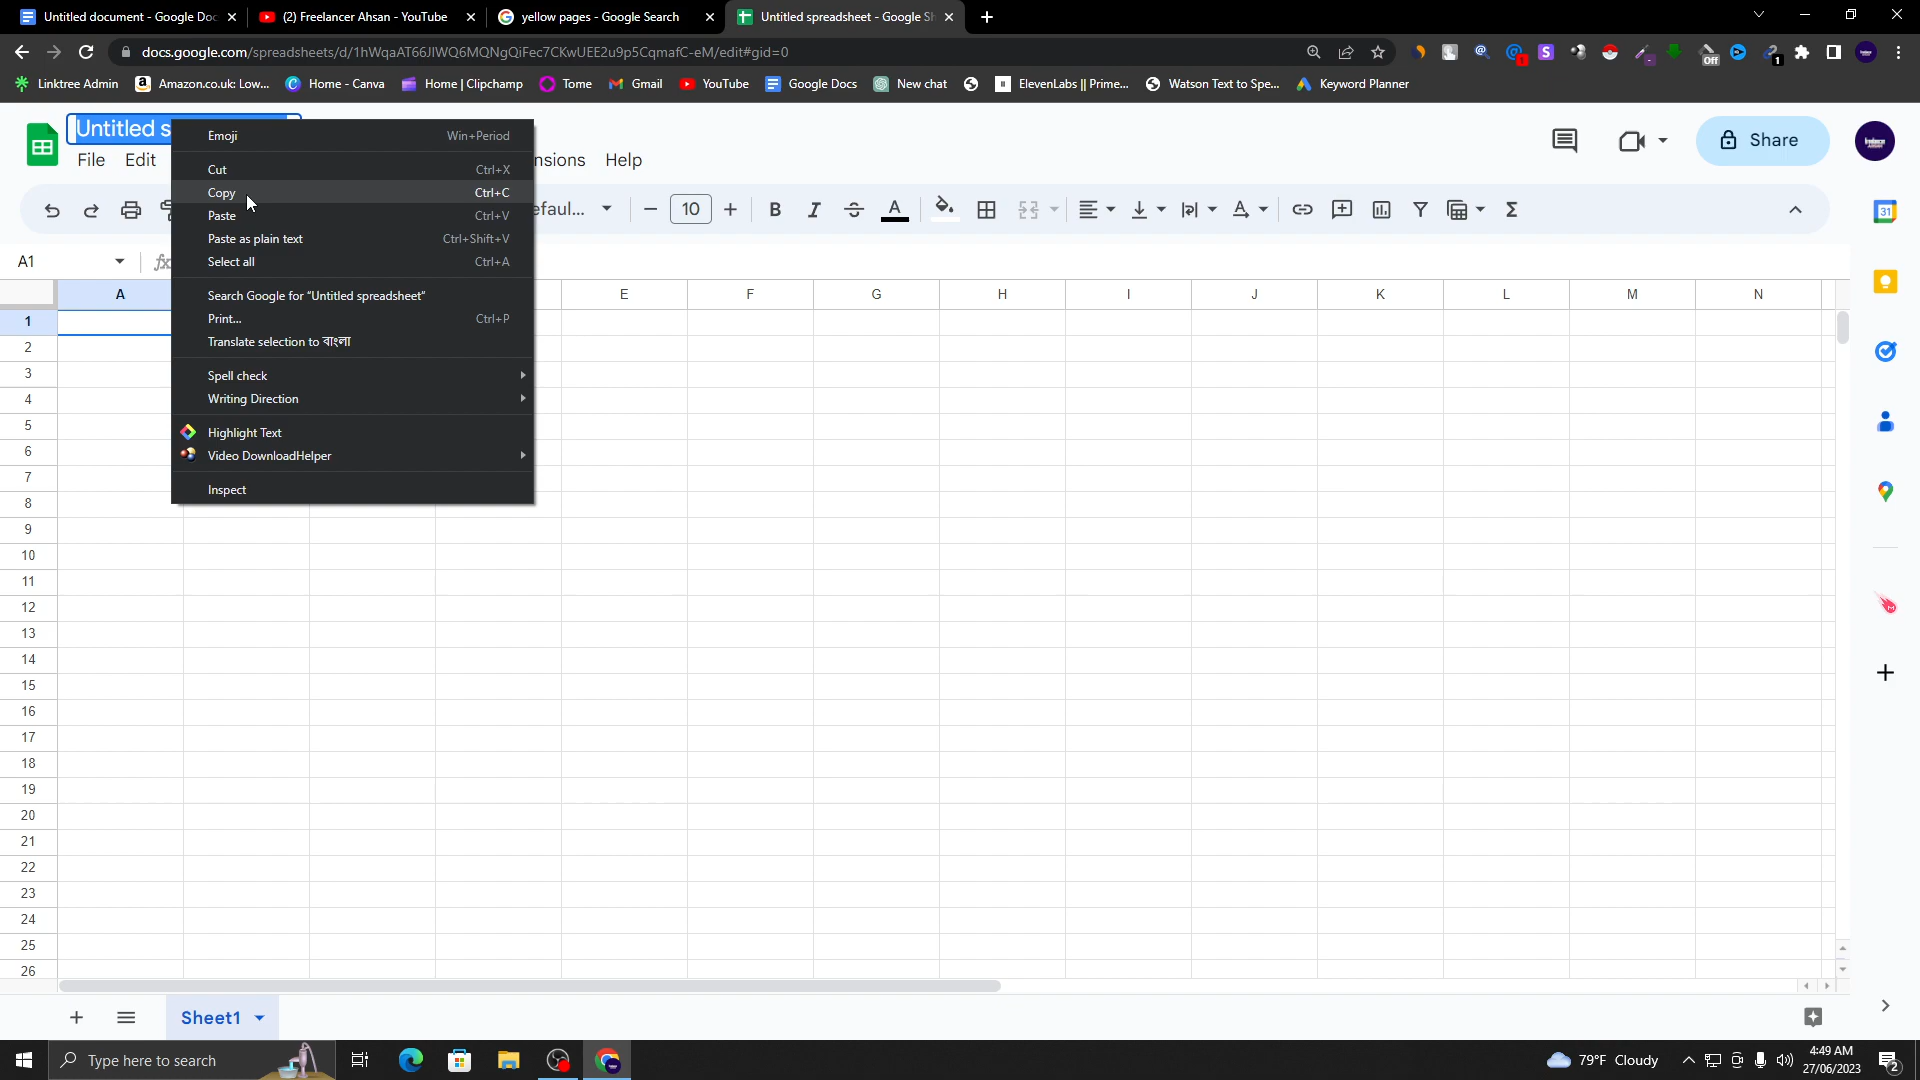 Untitled document - Google Doc
(2) Freelancer Ahsan - YouTube
yellow pages - Google Search
Untitled spreadsheet - Google Sh
docs.google.com/spreadsheets/d/1hWqaAT66JlWQ6MQNgQiFec7CKwUEE2u9p5CqmafC-eM/edit#gid=0
Off
1
Linktree Admin
Amazon.co.uk: Low...
Home - Canva
Home | Clipchamp
Tome
Gmail
YouTube
Google Docs
New chat
ElevenLabs || Prime...
Watson Text to Spe...
Keyword Planner
Untitled s
File Edit nsions Help
Share
Emoji Win+Period
Cut Ctrl+X
Copy Ctrl+C
Paste Ctrl+V
Paste as plain text Ctrl+Shift+V
Select all Ctrl+A
Search Google for "Untitled spreadsheet"
Print... Ctrl+P
Translate selection to বাংলা
Spell check
Writing Direction
Highlight Text
Video DownloadHelper
Inspect
efaul... 10 B I S A
A1 fx
A E F G H I J K L M N
1
2
3
4
5
6
7
8
9
10
11
12
13
14
15
16
17
18
19
20
21
22
23
24
25
26
31
Sheet1
Type here to search
79°F Cloudy
4:49 AM
27/06/2023
2